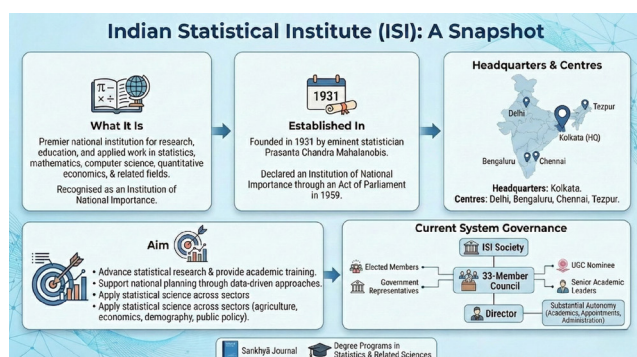 Indian Statistical Institute (ISI): A Snapshot
What It Is
Premier national institution for research,
education, and applied work in statistics,
mathematics, computer science, quantitative
economics, & related fields.
Recognised as an Institution of
National Importance.
1931
Established In
Founded in 1931 by eminent statistician
Prasanta Chandra Mahalanobis.
Declared an Institution of National
Importance through an Act of Parliament
in 1959.
Headquarters & Centres
Delhi
Tezpur
Kolkata (HQ)
Bengaluru
Chennai
Headquarters: Kolkata.
Centres: Delhi, Bengaluru, Chennai, Tezpur.
Aim
• Advance statistical research & provide academic training.
• Support national planning through data-driven approaches.
• Apply statistical science across sectors
• Apply statistical science across sectors (agriculture,
economics, demography, public policy).
Current System Governance
ISI Society
Elected Members
Government
Representatives
33-Member
Council
UGC Nominee
Senior Academic
Leaders
Director
Substantial Autonomy
(Academics, Appointments,
Administration)
Sankhyā Journal
Degree Programs in
Statistics & Related Sciences